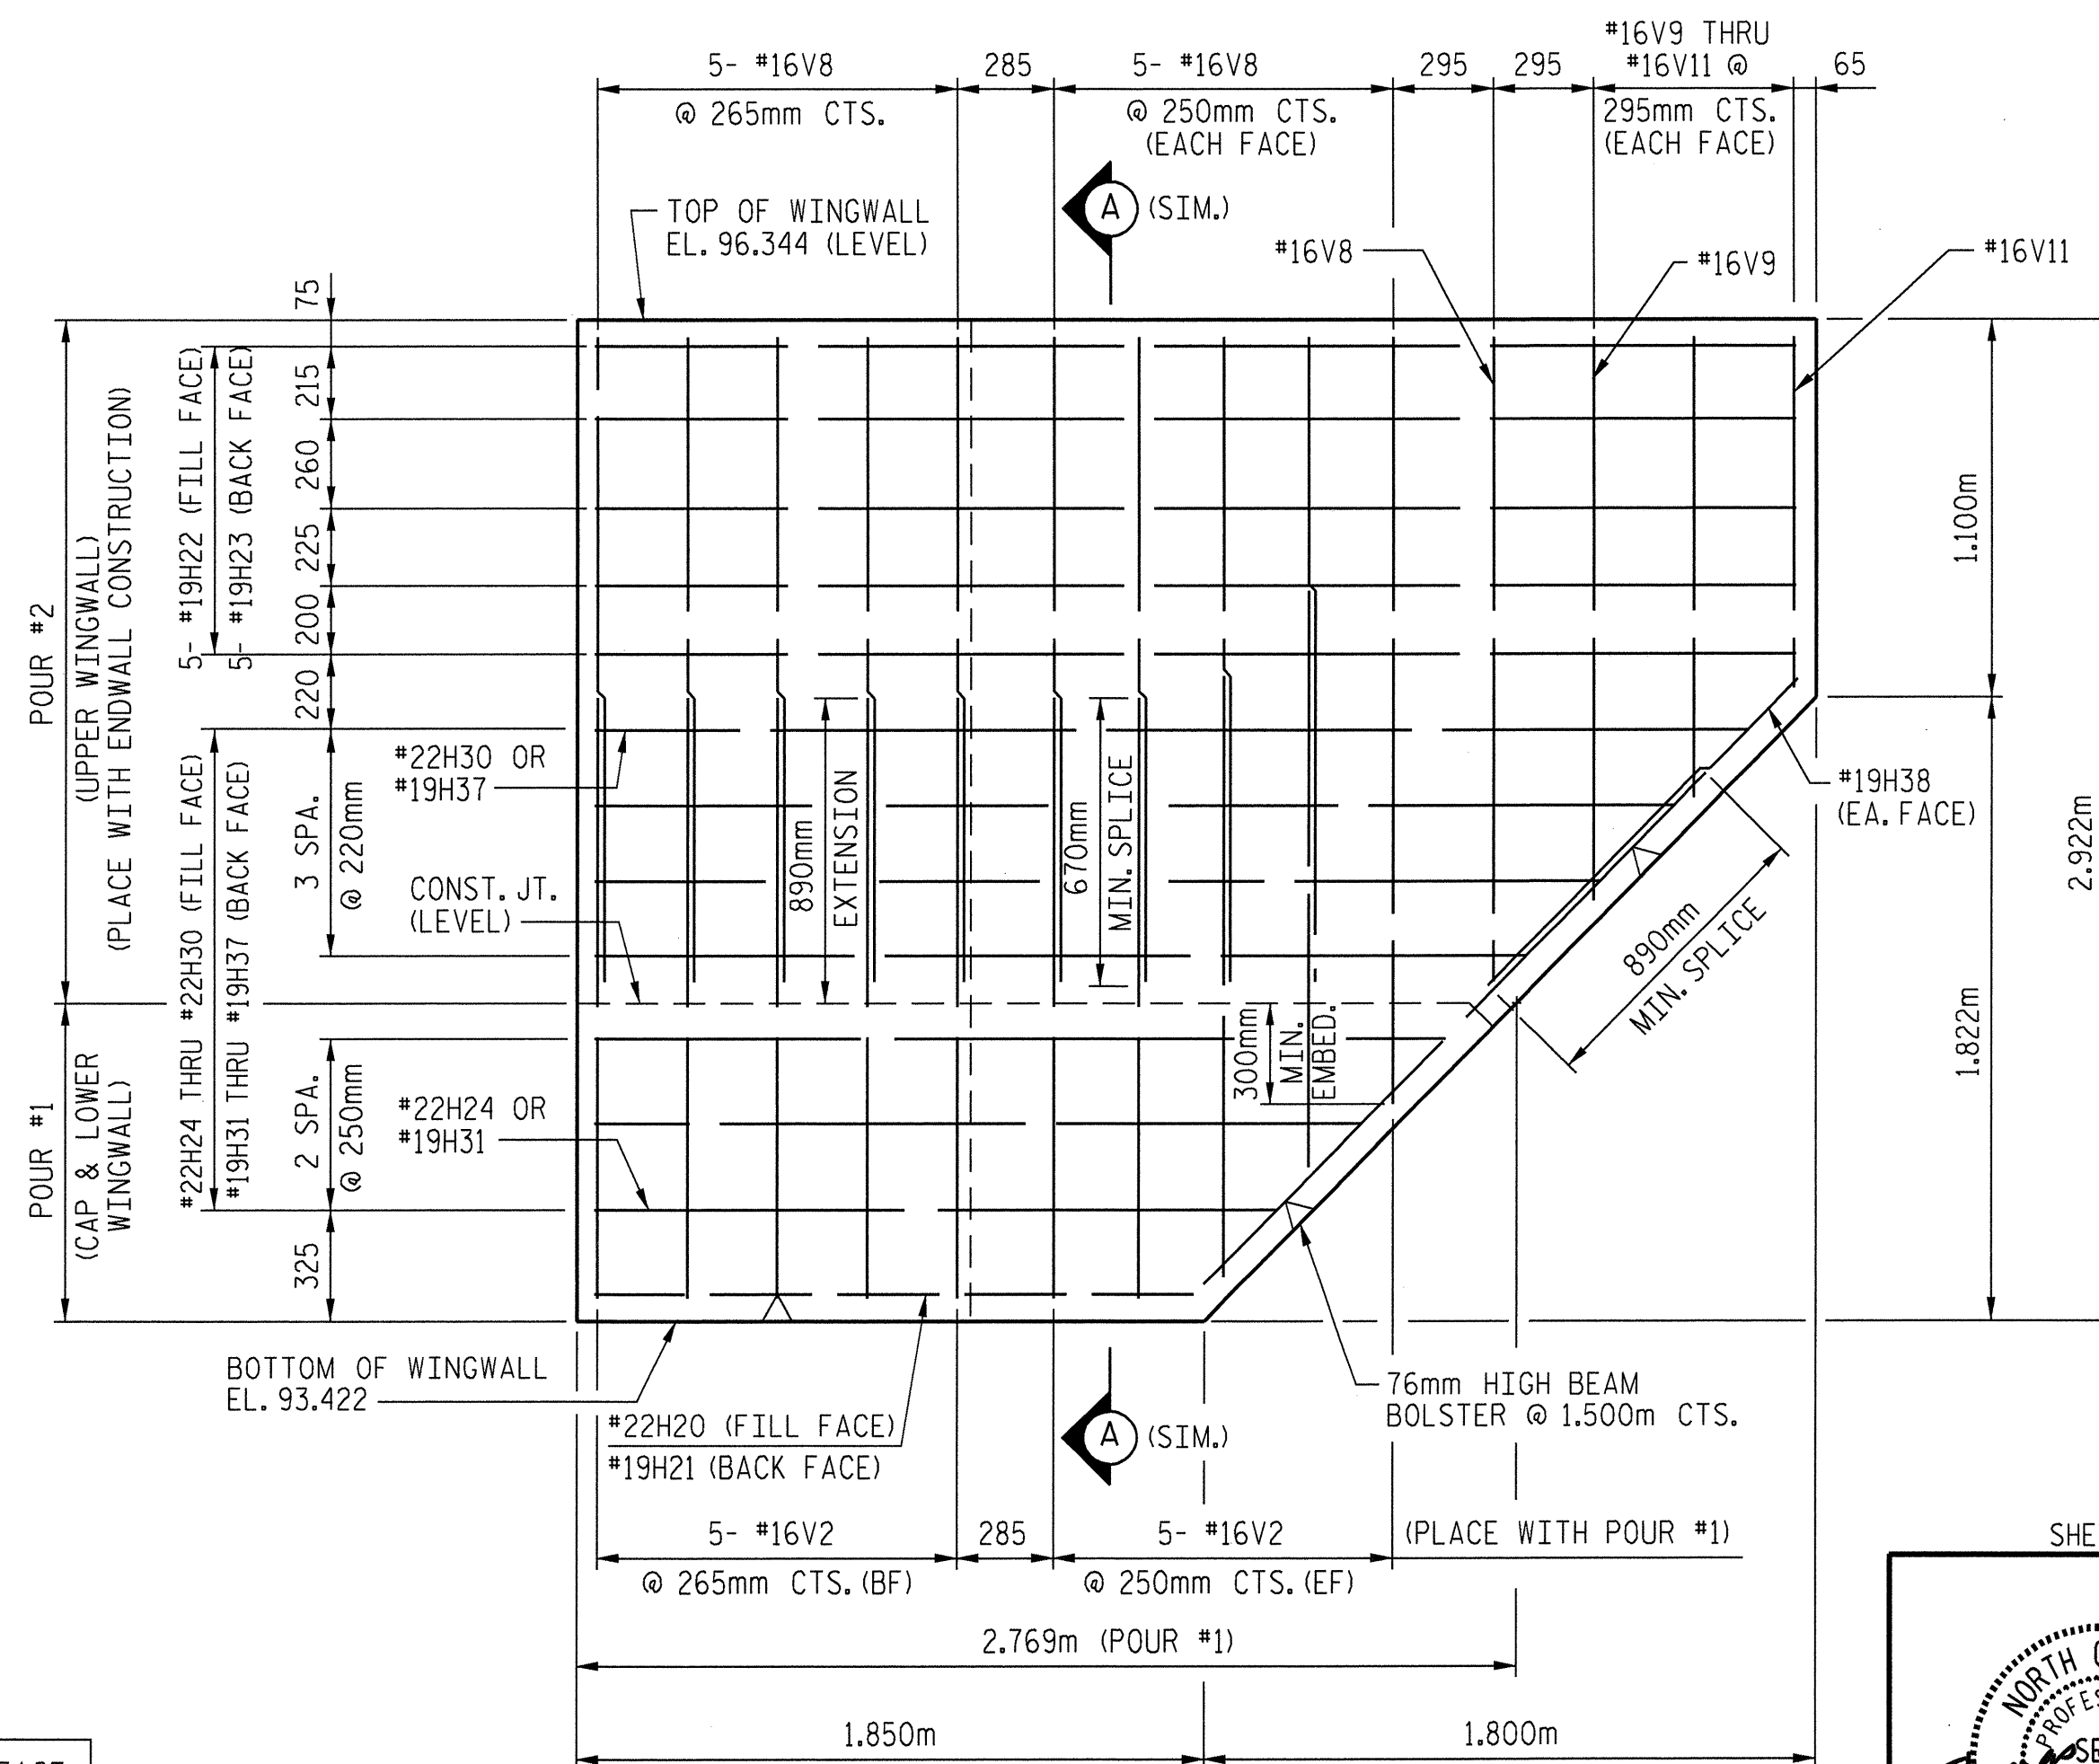 5- #16V8
@ 265mm CTS.
285
5- #16V8
@ 250mm CTS.
(EACH FACE)
295
295
#16V9 THRU
#16V11 @
295mm CTS.
(EACH FACE)
65
TOP OF WINGWALL
EL. 96.344 (LEVEL)
A (SIM.)
#16V8
#16V9
#16V11
POUR #2
(UPPER WINGWALL)
(PLACE WITH ENDWALL CONSTRUCTION)
5- #19H22 (FILL FACE)
5- #19H23 (BACK FACE)
75
215
260
225
200
220
#22H24 THRU #22H30 (FILL FACE)
#19H31 THRU #19H37 (BACK FACE)
3 SPA.
@ 220mm
#22H30 OR
#19H37
CONST. JT.
(LEVEL)
890mm
EXTENSION
670mm
MIN. SPLICE
1.100m
2.922m
1.822m
#19H38
(EA. FACE)
890mm
MIN. SPLICE
300mm
MIN.
EMBED.
POUR #1
(CAP & LOWER
WINGWALL)
2 SPA.
@ 250mm
325
#22H24 OR
#19H31
BOTTOM OF WINGWALL
EL. 93.422
#22H20 (FILL FACE)
#19H21 (BACK FACE)
A (SIM.)
76mm HIGH BEAM
BOLSTER @ 1.500m CTS.
5- #16V2
@ 265mm CTS. (BF)
285
5- #16V2
@ 250mm CTS. (EF)
(PLACE WITH POUR #1)
2.769m (POUR #1)
1.850m
1.800m
SHE
NORTH